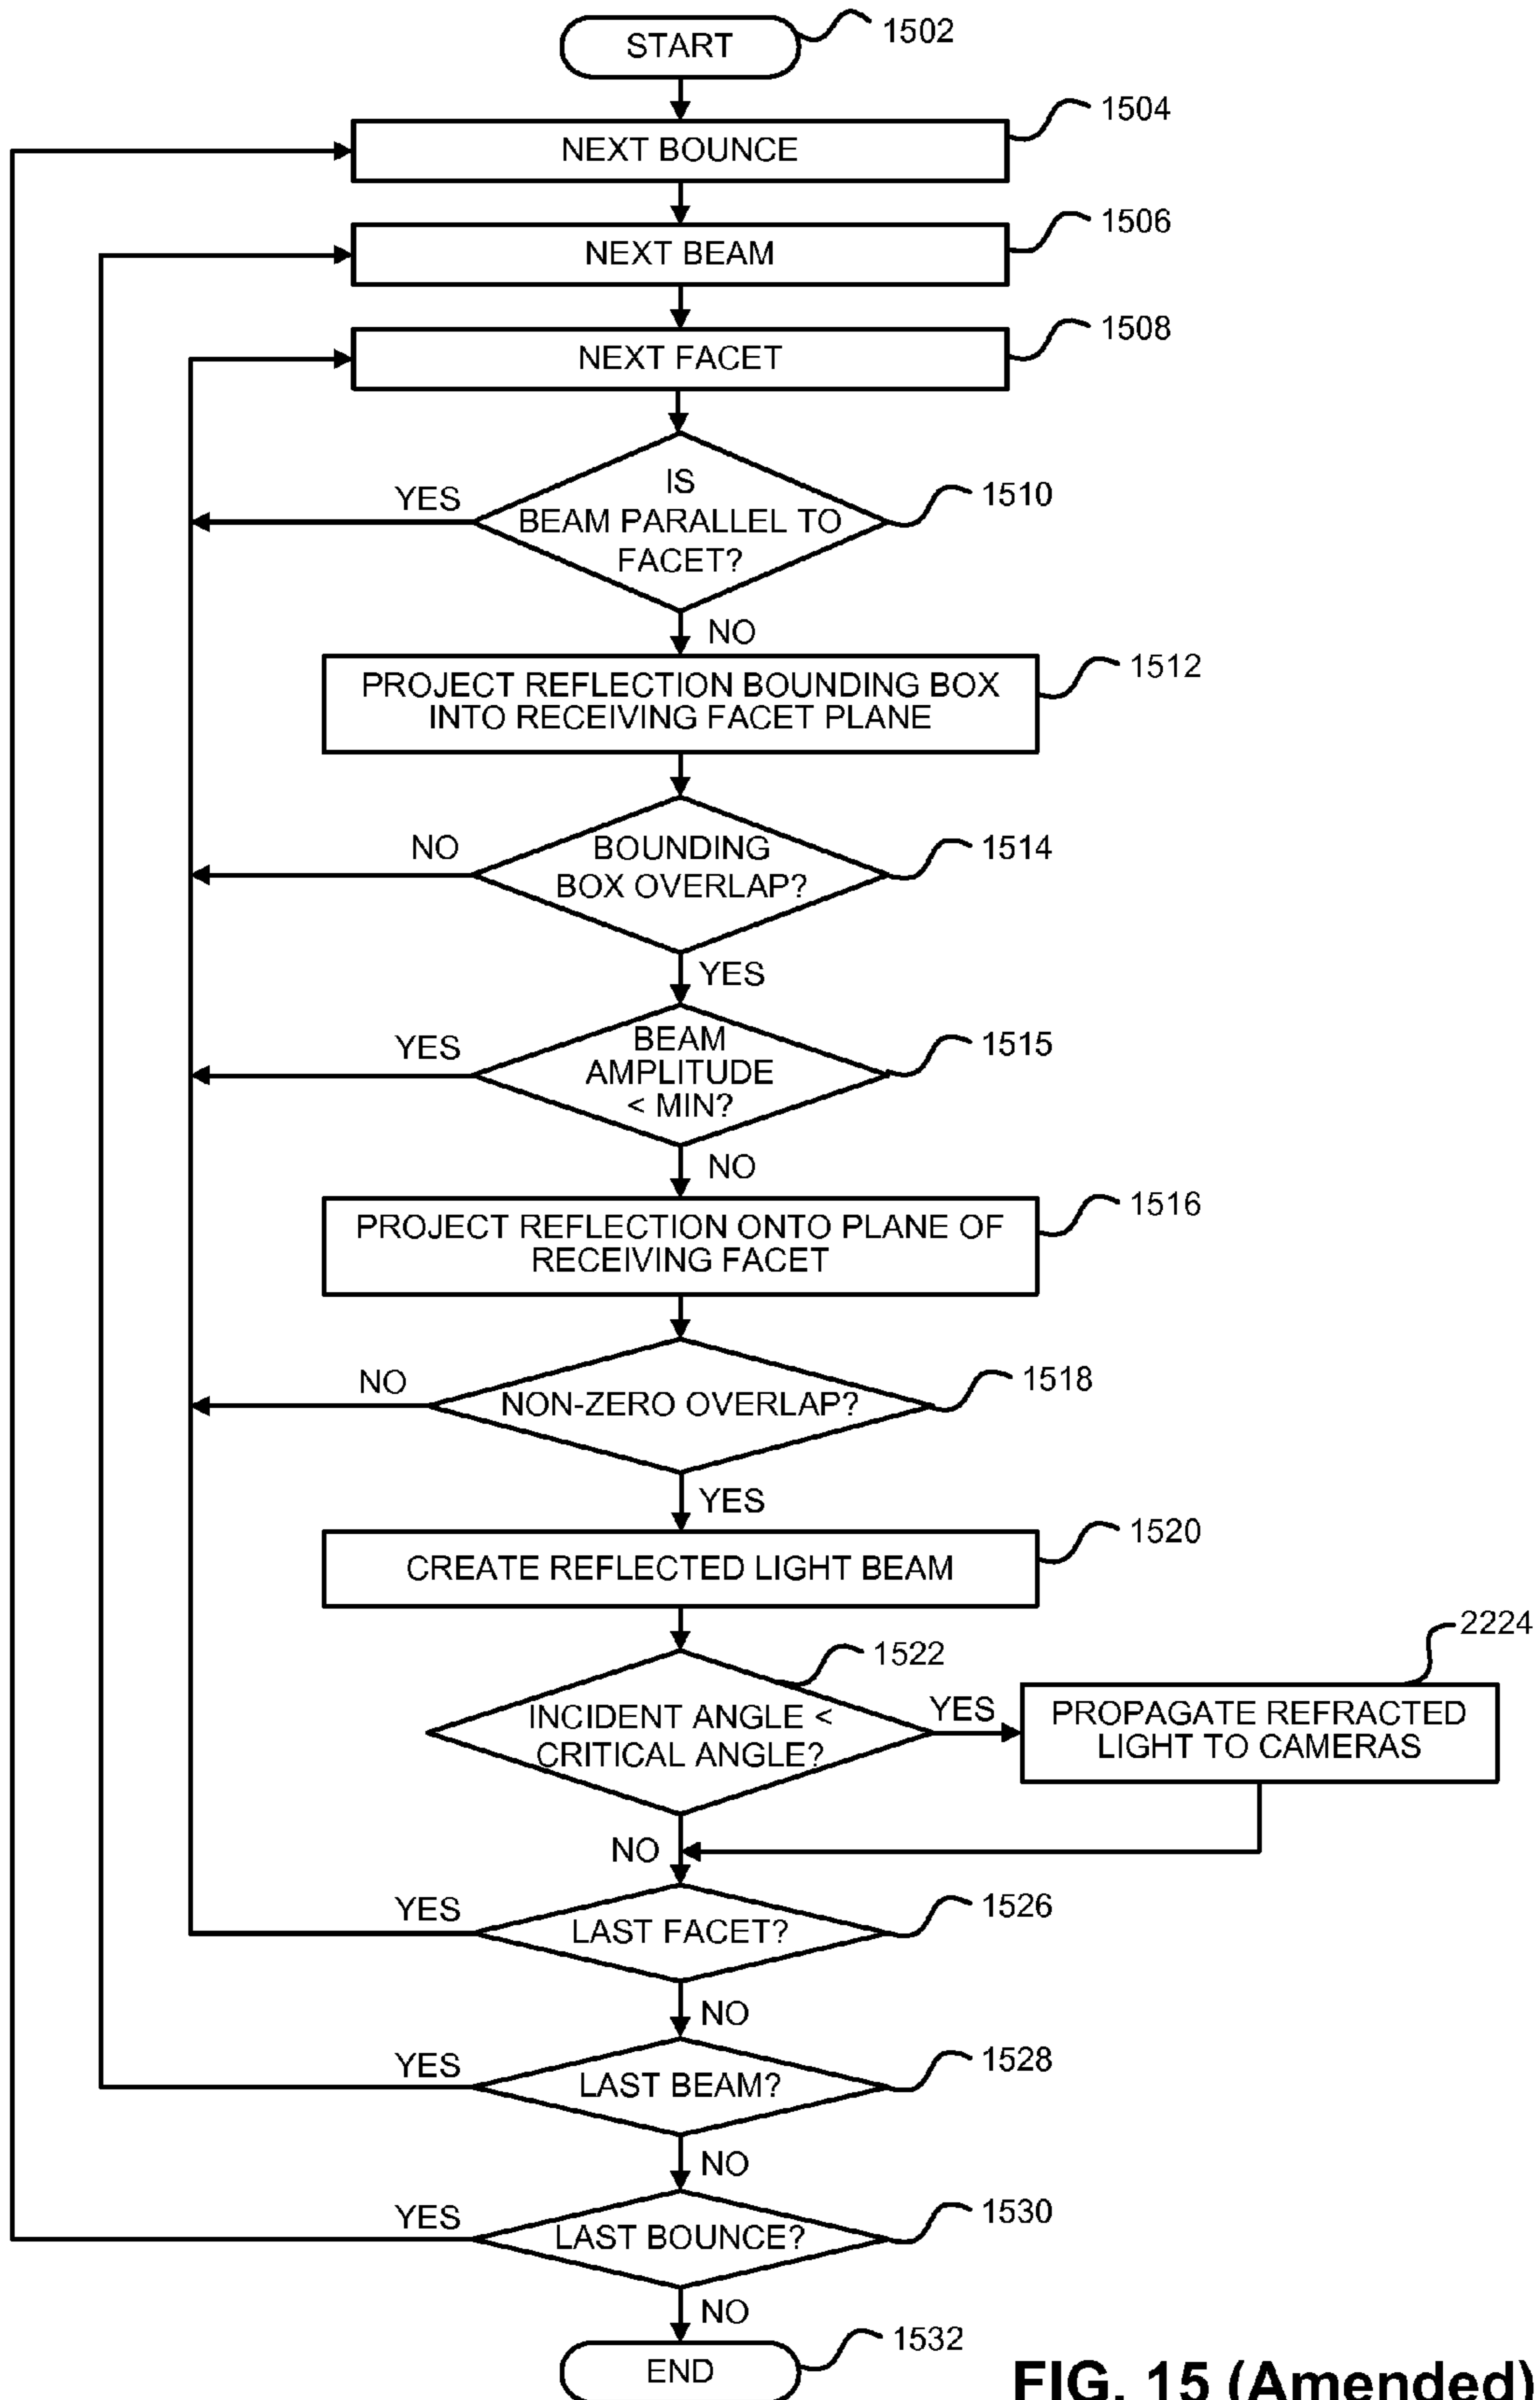 START
1502
1504
NEXT BOUNCE
1506
NEXT BEAM
1508
NEXT FACET
IS
BEAM PARALLEL TO
FACET?
YES
1510
NO
1512
PROJECT REFLECTION BOUNDING BOX
INTO RECEIVING FACET PLANE
BOUNDING
BOX OVERLAP?
NO
1514
YES
BEAM
AMPLITUDE
< MIN?
YES
1515
NO
1516
PROJECT REFLECTION ONTO PLANE OF
RECEIVING FACET
NO
NON-ZERO OVERLAP?
1518
YES
1520
CREATE REFLECTED LIGHT BEAM
1522
INCIDENT ANGLE <
CRITICAL ANGLE?
YES
2224
PROPAGATE REFRACTED
LIGHT TO CAMERAS
NO
YES
LAST FACET?
1526
NO
YES
LAST BEAM?
1528
NO
YES
LAST BOUNCE?
1530
NO
END
1532
FIG. 15 (Amended)